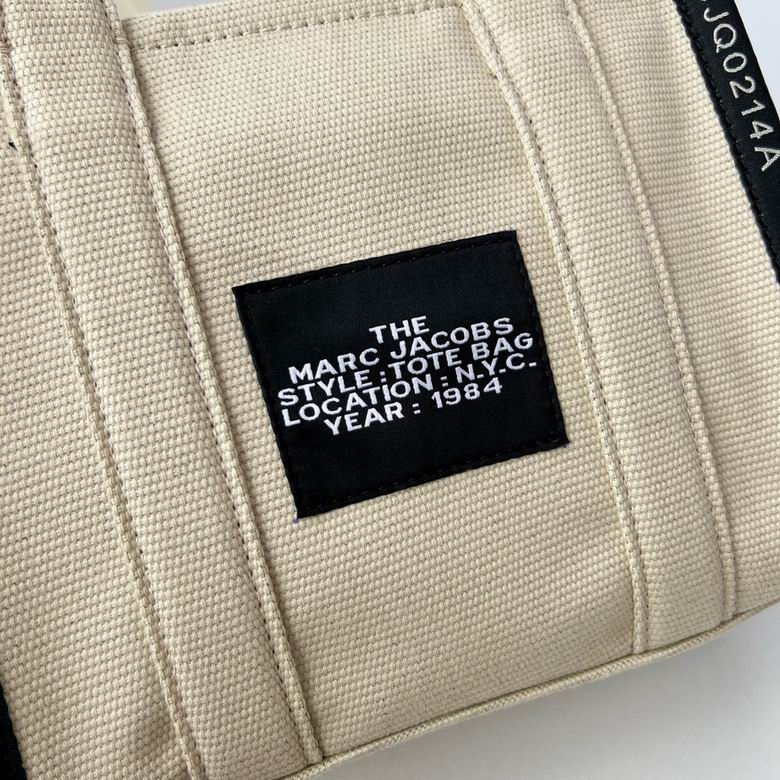 THE
MARC JACOBS
STYLE : TOTE BAG
LOCATION : N.Y.C.
YEAR : 1984
JQ0214A